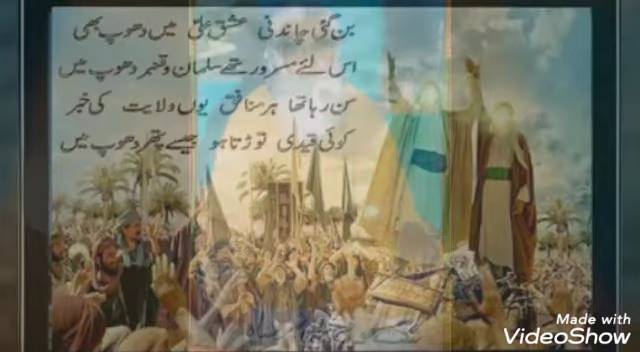 بن گئی چاندنی عشق علی میں دھوپ بھی
اس لئے مسرور تھے سلمان و قنبر دھوپ میں
سن رہا تھا ہر منافق یوں ولایت کی خبر
کوئی قیدی توڑتا ہو جیسے پتھر دھوپ میں
Made with
VideoShow